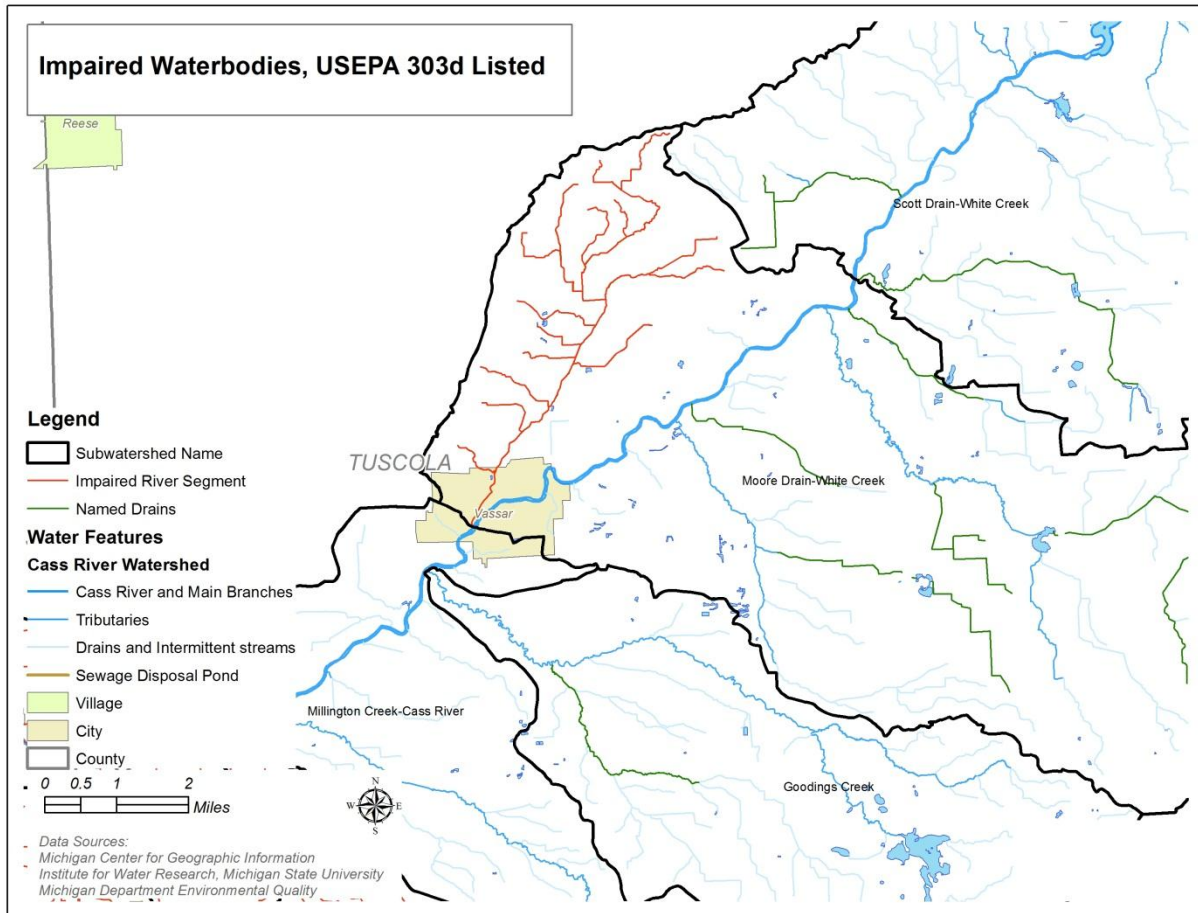 Impaired Waterbodies, USEPA 303d Listed
Reese
Scott Drain-White Creek
TUSCOLA
Vassar
Moore Drain-White Creek
Millington Creek-Cass River
Goodings Creek
Legend
Subwatershed Name
Impaired River Segment
Named Drains
Water Features
Cass River Watershed
Cass River and Main Branches
Tributaries
Drains and Intermittent streams
Sewage Disposal Pond
Village
City
County
0 0.5 1 2
Miles
N
W E
S
Data Sources:
Michigan Center for Geographic Information
Institute for Water Research, Michigan State University
Michigan Department Environmental Quality